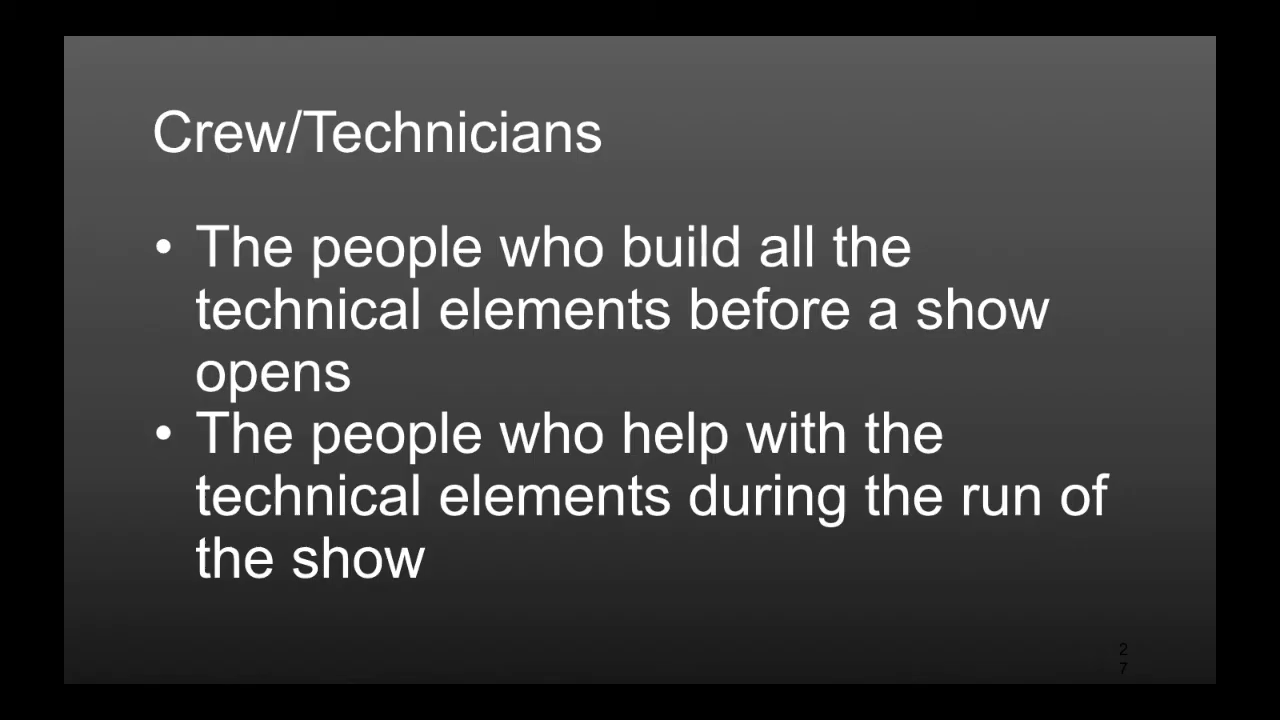 Crew/Technicians
• The people who build all the
technical elements before a show
opens
• The people who help with the
technical elements during the run of
the show
2
7